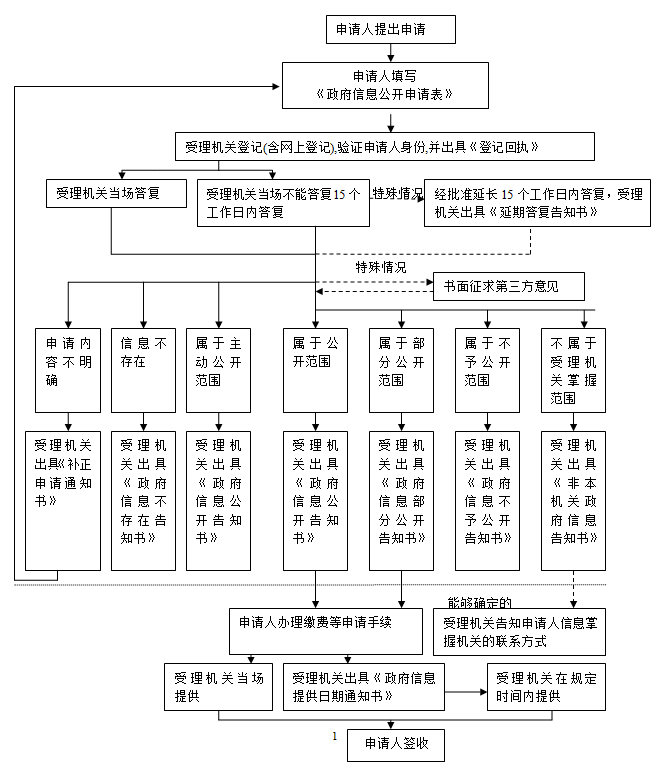 申请人提出申请
申请人填写
《政府信息公开申请表》
受理机关登记(含网上登记),验证申请人身份,并出具《登记回执》
受理机关当场答复
受理机关当场不能答复15个
工作日内答复
特殊情况
经批准延长15个工作日内答复，受理
机关出具《延期答复告知书》
特殊情况
书面征求第三方意见
申请内
容不明
确
信息不
存在
属于主
动公开
范围
属于公
开范围
属于部
分公开
范围
属于不
予公开
范围
不属于
受理机
关掌握
范围
受理机关
出具《补正
申请通知
书》
受理机
关出具
《政府
信息不
存在告
知书》
受理机
关出具
《政府
信息公
开告知
书》
受理机
关出具
《政府
信息公
开告知
书》
受理机
关出具
《政府
信息部
分公开
告知书》
受理机
关出具
《政府
信息不
予公开
告知书》
受理机
关出具
《非本
机关政
府信息
告知书》
能够确定的
申请人办理缴费等申请手续
受理机关告知申请人信息掌
握机关的联系方式
受理机关当场
提供
受理机关出具《政府信息
提供日期通知书》
受理机关在规定
时间内提供
1
申请人签收